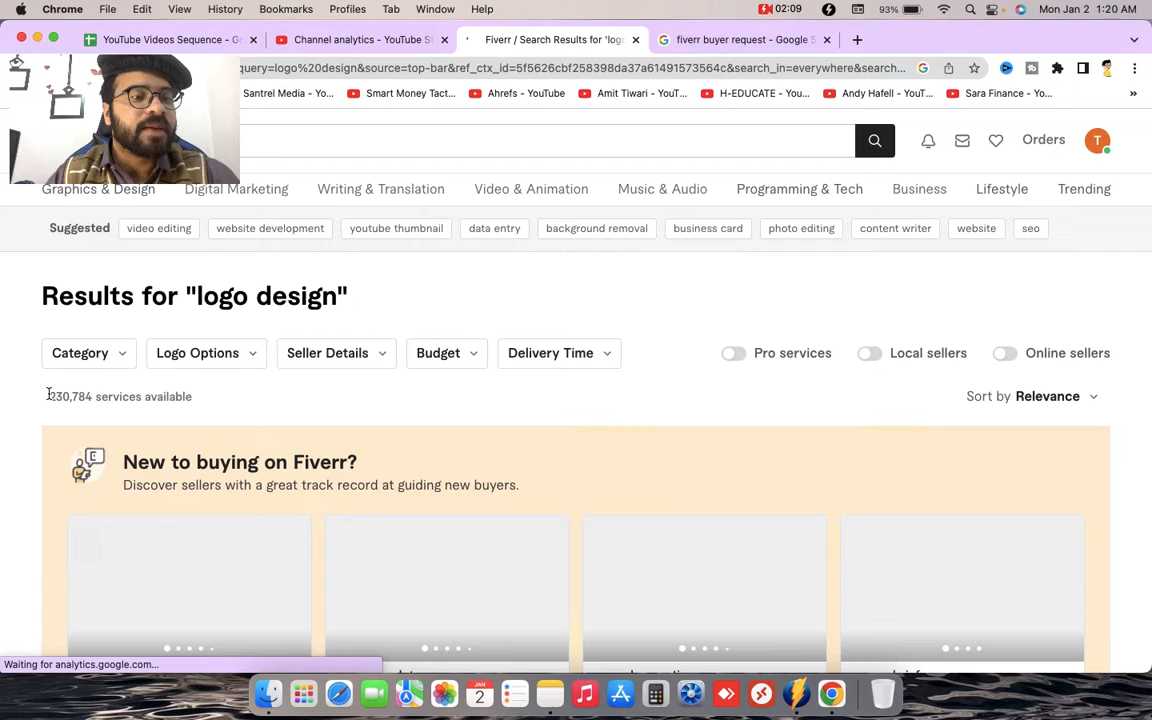 Chrome File Edit View History Bookmarks Profiles Tab Window Help 02:09 93% Mon Jan 2 1:20 AM
YouTube Videos Sequence - Go Channel analytics - YouTube St Fiverr / Search Results for 'logo fiverr buyer request - Google S
query=logo%20design&source=top-bar&ref_ctx_id=5f5626cbf258398da37a61491573564c&search_in=everywhere&search...
Santrel Media - Yo... Smart Money Tact... Ahrefs - YouTube Amit Tiwari - YouT... H-EDUCATE - You... Andy Hafell - YouT... Sara Finance - Yo...
Orders T
Graphics & Design Digital Marketing Writing & Translation Video & Animation Music & Audio Programming & Tech Business Lifestyle Trending
Suggested video editing website development youtube thumbnail data entry background removal business card photo editing content writer website seo
Results for "logo design"
Category Logo Options Seller Details Budget Delivery Time Pro services Local sellers Online sellers
230,784 services available Sort by Relevance
New to buying on Fiverr?
Discover sellers with a great track record at guiding new buyers.
Waiting for analytics.google.com...
JAN
2